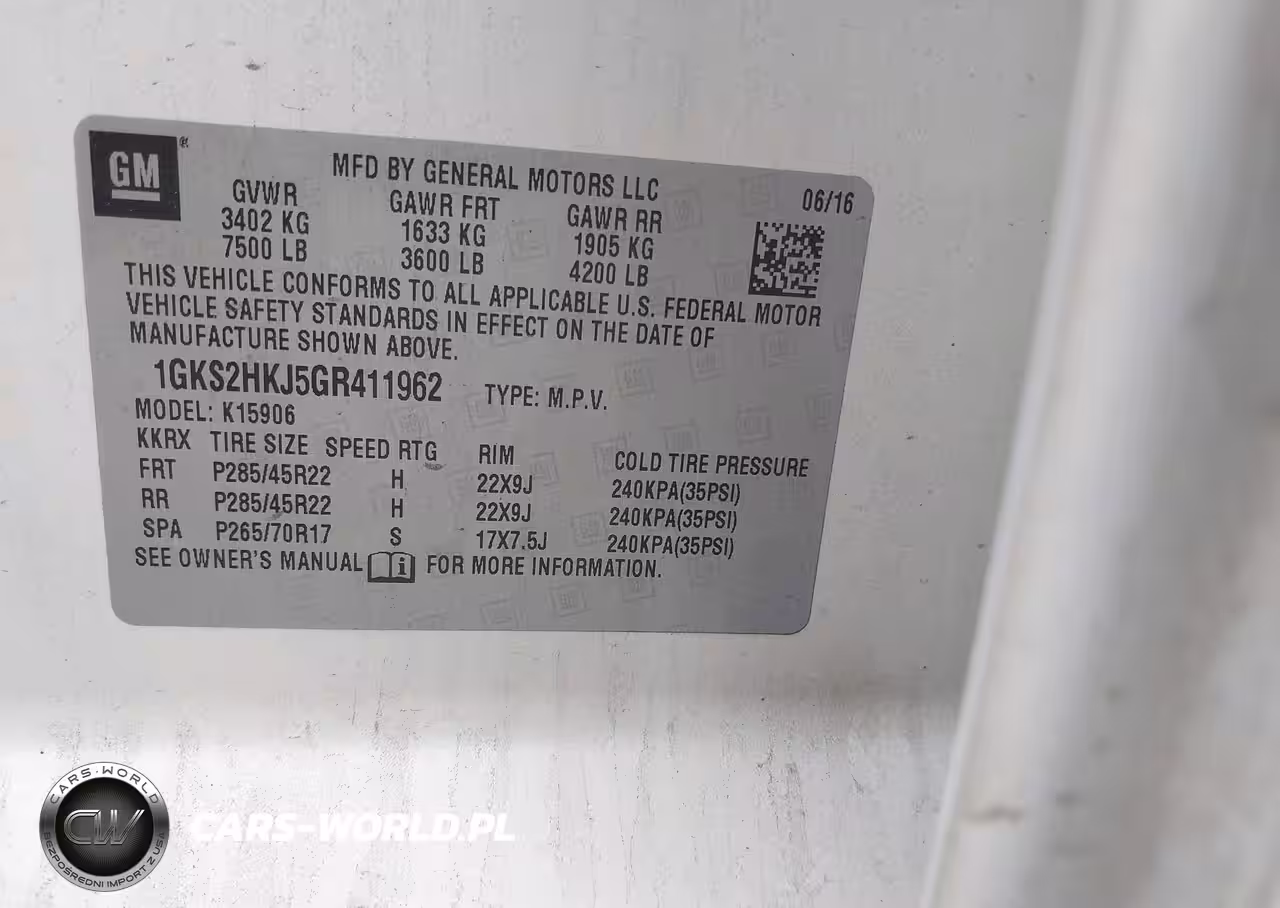 GM ®
MFD BY GENERAL MOTORS LLC
06/16
GVWR GAWR FRT GAWR RR
3402 KG 1633 KG 1905 KG
7500 LB 3600 LB 4200 LB
THIS VEHICLE CONFORMS TO ALL APPLICABLE U.S. FEDERAL MOTOR
VEHICLE SAFETY STANDARDS IN EFFECT ON THE DATE OF
MANUFACTURE SHOWN ABOVE.
1GKS2HKJ5GR411962 TYPE: M.P.V.
MODEL: K15906
KKRX TIRE SIZE SPEED RTG RIM COLD TIRE PRESSURE
FRT P285/45R22 H 22X9J 240KPA(35PSI)
RR P285/45R22 H 22X9J 240KPA(35PSI)
SPA P265/70R17 S 17X7.5J 240KPA(35PSI)
SEE OWNER'S MANUAL i FOR MORE INFORMATION.
CARS-WORLD
CW
BEZPOŚREDNI IMPORT Z USA
CARS-WORLD.PL